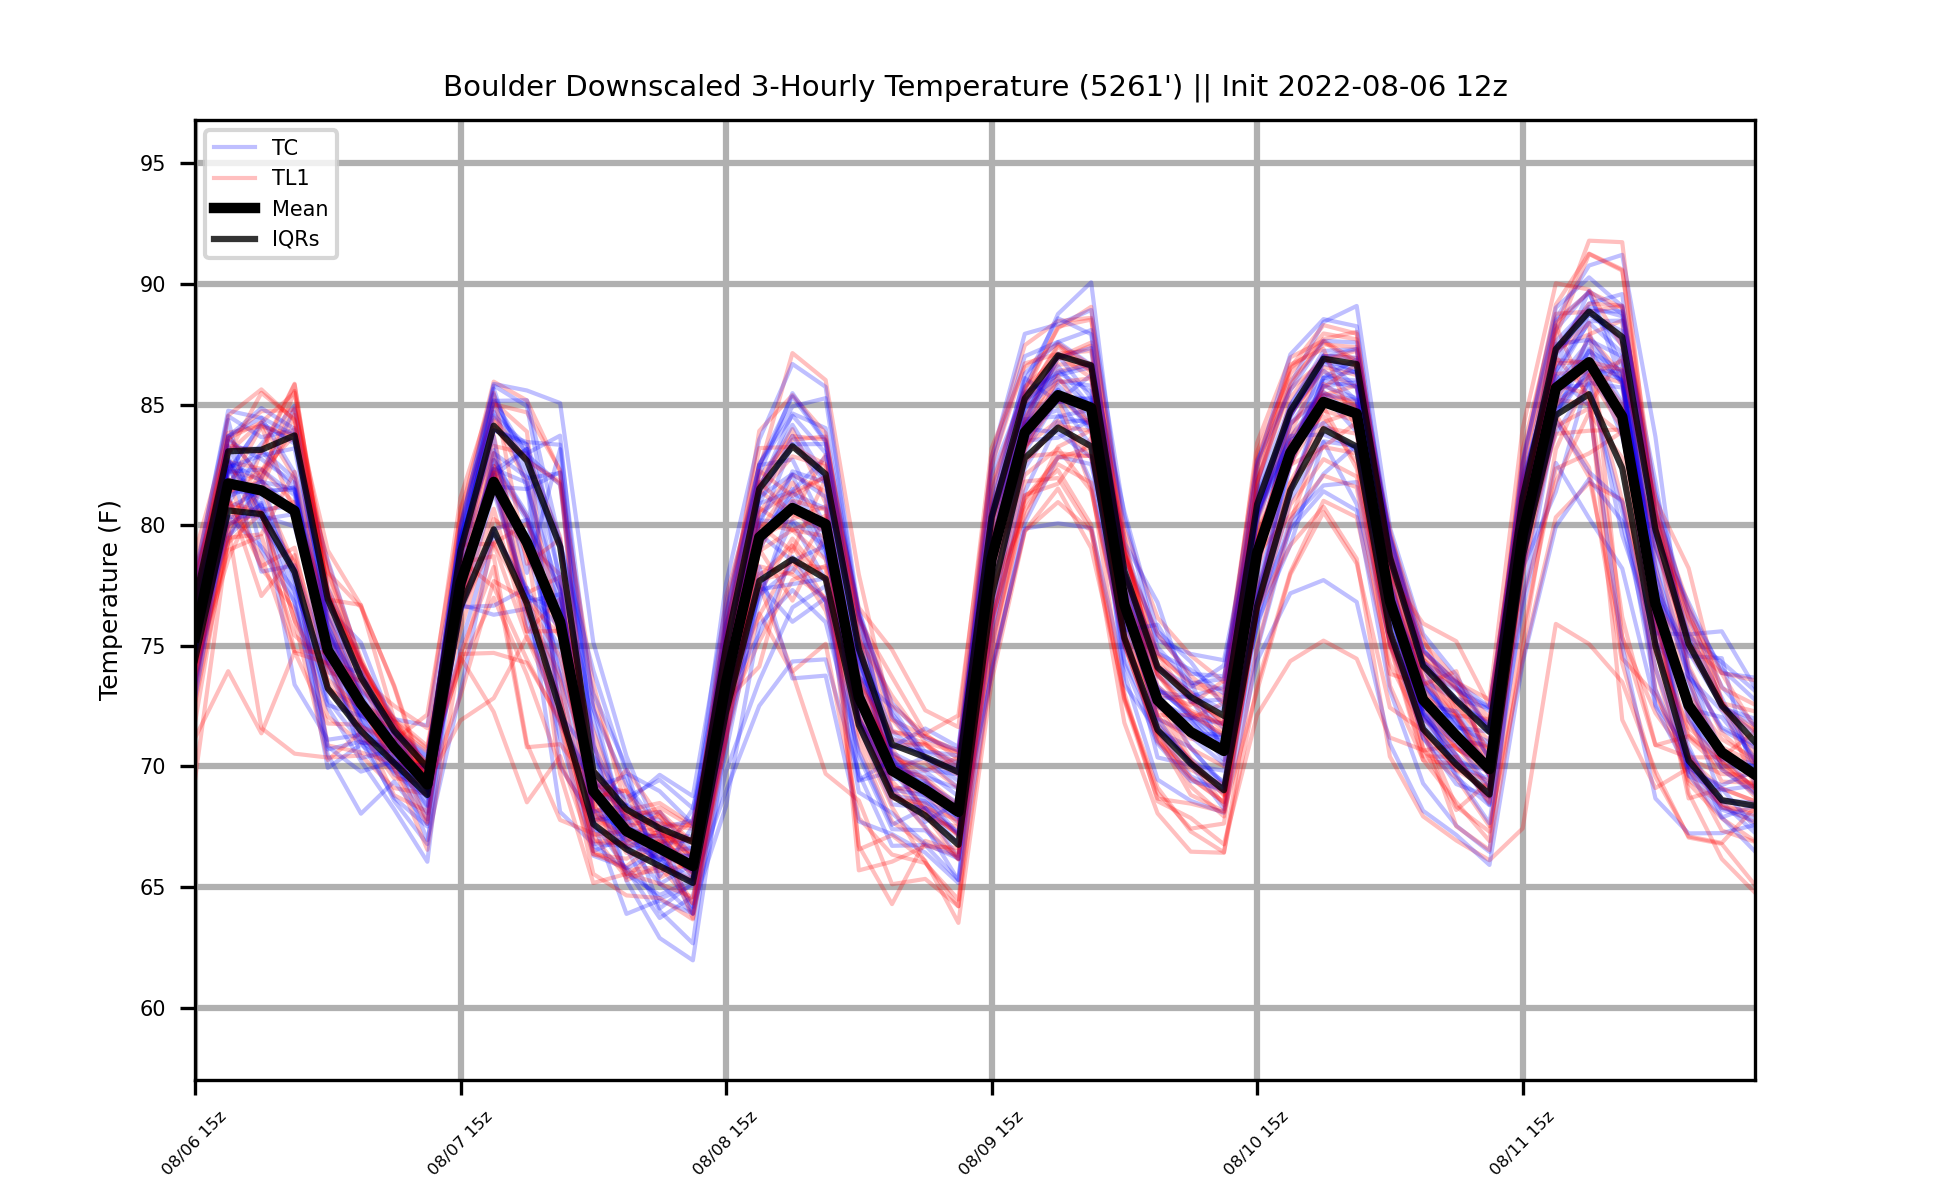 Boulder Downscaled 3-Hourly Temperature (5261') || Init 2022-08-06 12z
TC
TL1
Mean
IQRs
Temperature (F)
95
90
85
80
75
70
65
60
08/06 15z
08/07 15z
08/08 15z
08/09 15z
08/10 15z
08/11 15z